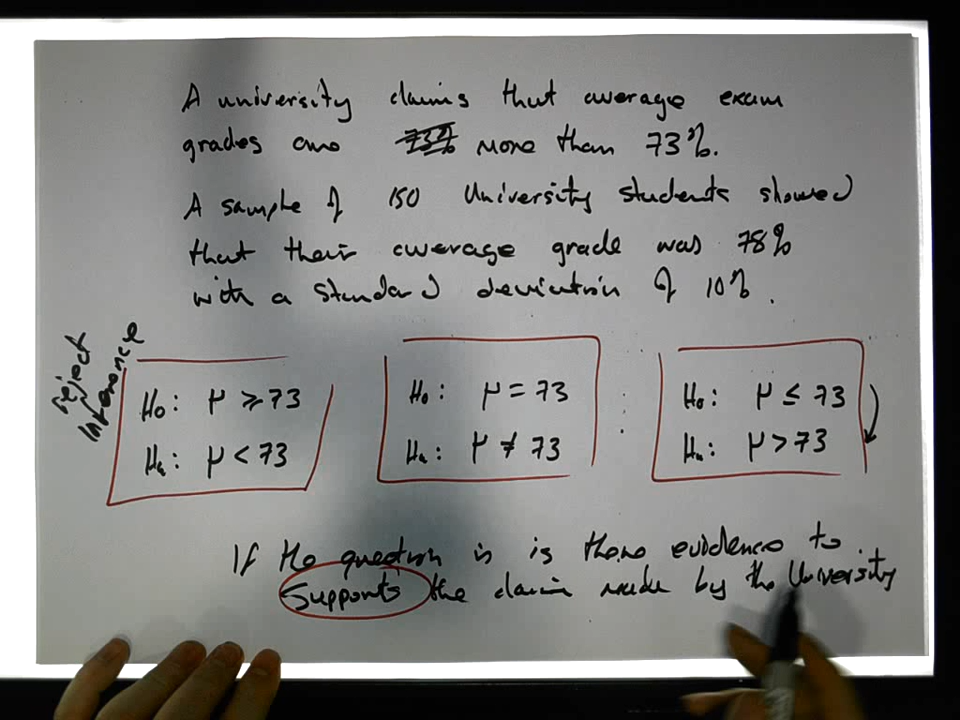 A university claims that average exam
grades are 73% more than 73%.
A sample of 150 University students showed
that their average grade was 78%
with a standard deviation of 10%.
reject
inference
H₀: μ ≥ 73
Hₐ: μ < 73
H₀: μ = 73
Hₐ: μ ≠ 73
H₀: μ ≤ 73
Hₐ: μ > 73
If the question is is there evidence to
Supports the claim made by the University